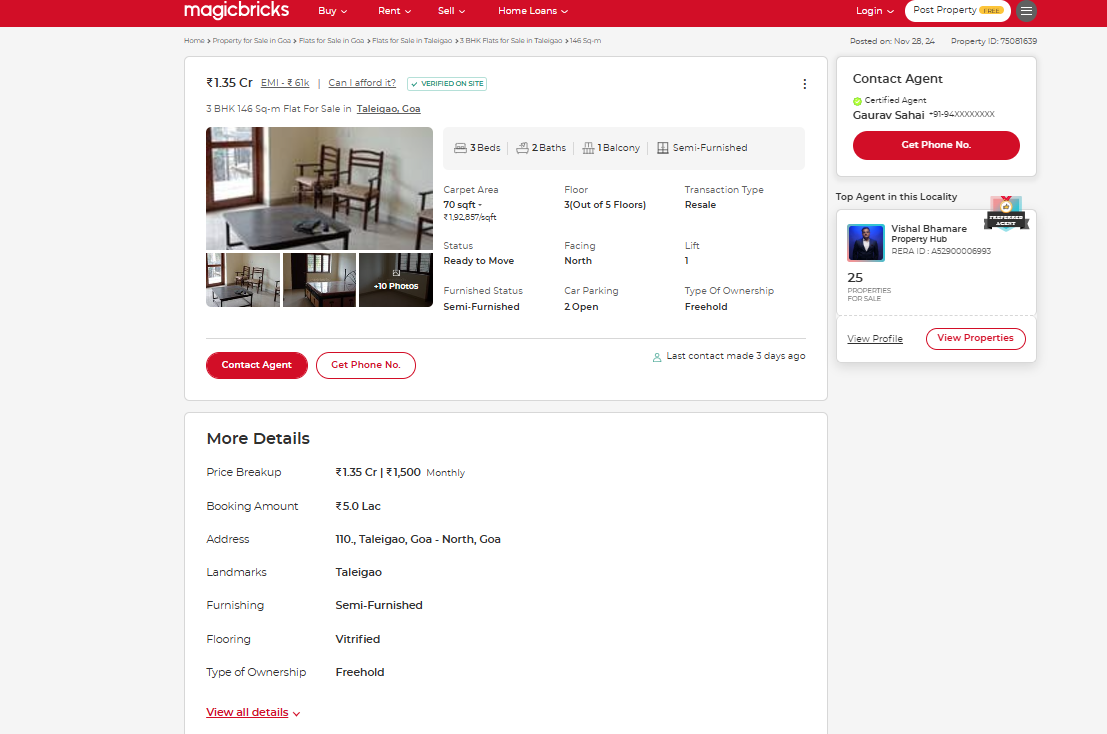 magicbricks
Buy Rent Sell Home Loans Login Post Property FREE
Home > Property for Sale in Goa > Flats for Sale in Goa > Flats for Sale in Taleigao > 3 BHK Flats for Sale in Taleigao > 146 Sq-m
Posted on: Nov 28, 24 Property ID: 75081639
₹1.35 Cr EMI - ₹ 61k | Can I afford it? VERIFIED ON SITE
3 BHK 146 Sq-m Flat For Sale in Taleigao, Goa
3 Beds 2 Baths 1 Balcony Semi-Furnished
Carpet Area Floor Transaction Type
70 sqft - 3(Out of 5 Floors) Resale
₹1,92,857/sqft
Status Facing Lift
Ready to Move North 1
+10 Photos
Furnished Status Car Parking Type Of Ownership
Semi-Furnished 2 Open Freehold
Contact Agent Get Phone No. Last contact made 3 days ago
Contact Agent
Certified Agent
Gaurav Sahai +91-94XXXXXXXX
Get Phone No.
Top Agent in this Locality
PREFERRED
AGENT
Vishal Bhamare
Property Hub
RERA ID : A52900006993
25
PROPERTIES
FOR SALE
View Profile View Properties
More Details
Price Breakup ₹1.35 Cr | ₹1,500 Monthly
Booking Amount ₹5.0 Lac
Address 110., Taleigao, Goa - North, Goa
Landmarks Taleigao
Furnishing Semi-Furnished
Flooring Vitrified
Type of Ownership Freehold
View all details